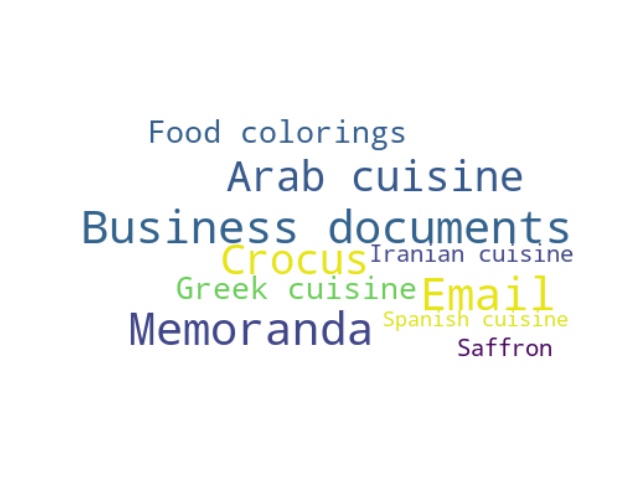 Food colorings
Arab cuisine
Business documents
Crocus
Iranian cuisine
Greek cuisine
Email
Memoranda
Spanish cuisine
Saffron